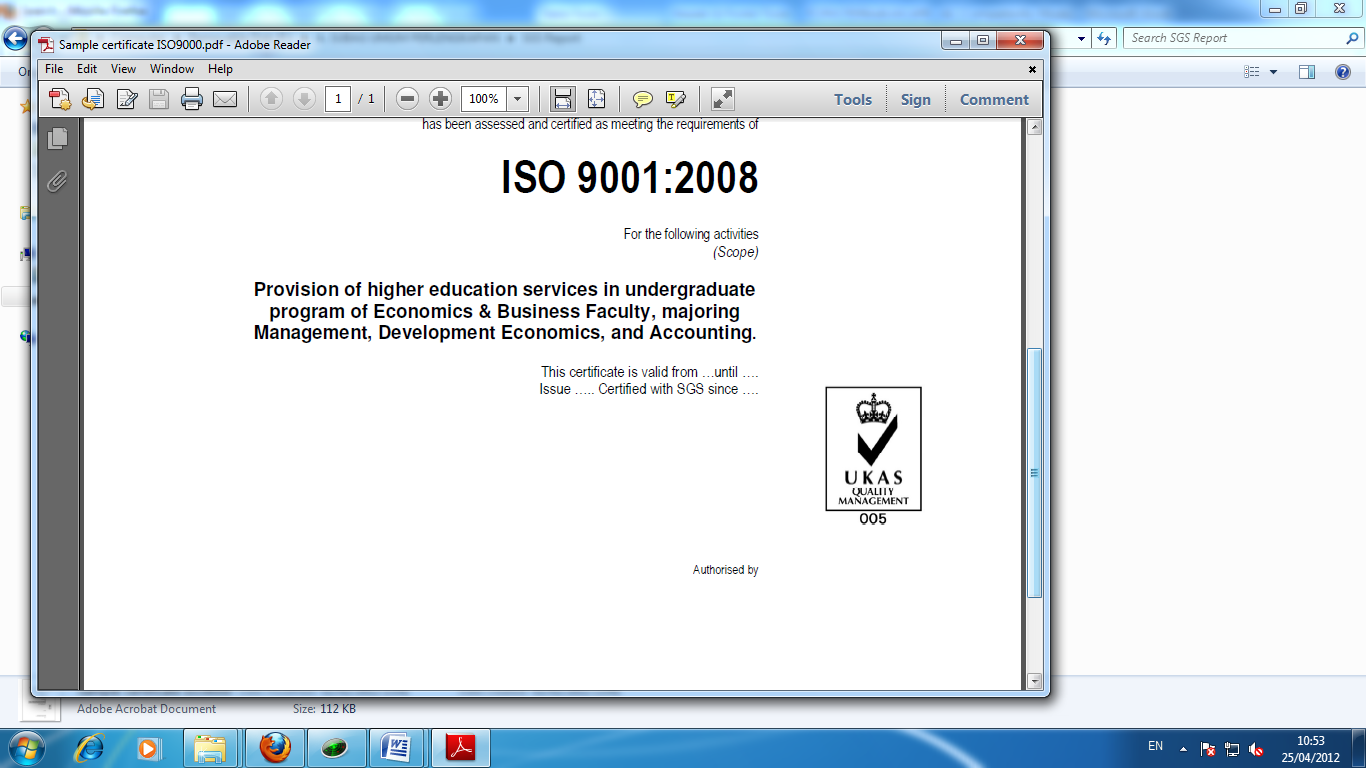 Search SGS Report
Sample certificate ISO9000.pdf - Adobe Reader
File Edit View Window Help
1 / 1 100% Tools Sign Comment
has been assessed and certified as meeting the requirements of
ISO 9001:2008
For the following activities
(Scope)
Provision of higher education services in undergraduate
program of Economics & Business Faculty, majoring
Management, Development Economics, and Accounting.
This certificate is valid from …until ….
Issue ….. Certified with SGS since ….
UKAS
QUALITY
MANAGEMENT
005
Authorised by
Adobe Acrobat Document Size: 112 KB
EN
10:53
25/04/2012